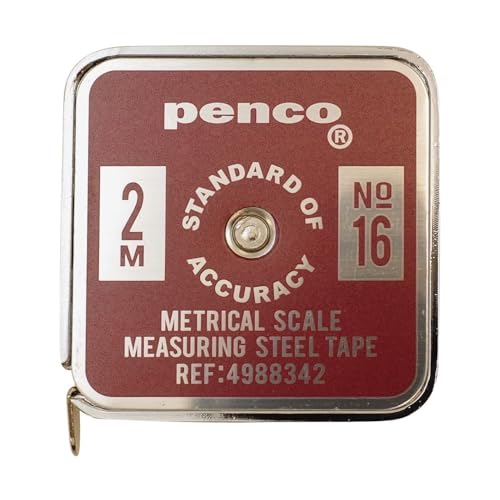 penco®
2
M
STANDARD OF
ACCURACY
Nº
16
METRICAL SCALE
MEASURING STEEL TAPE
REF:4988342